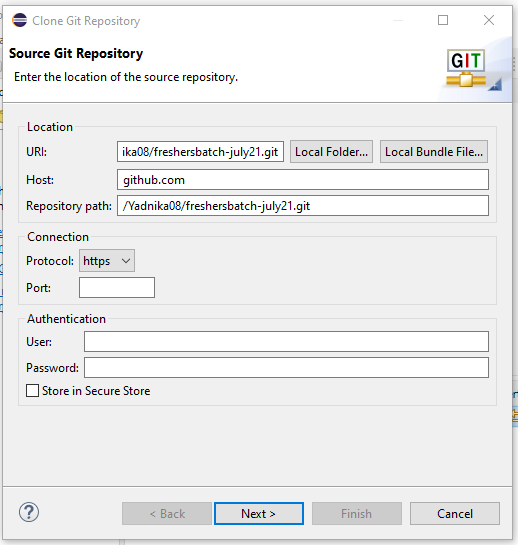 Clone Git Repository
Source Git Repository
Enter the location of the source repository.
GIT
Location
URI: ika08/freshersbatch-july21.git Local Folder... Local Bundle File...
Host: github.com
Repository path: /Yadnika08/freshersbatch-july21.git
Connection
Protocol: https
Port:
Authentication
User:
Password:
Store in Secure Store
? < Back Next > Finish Cancel